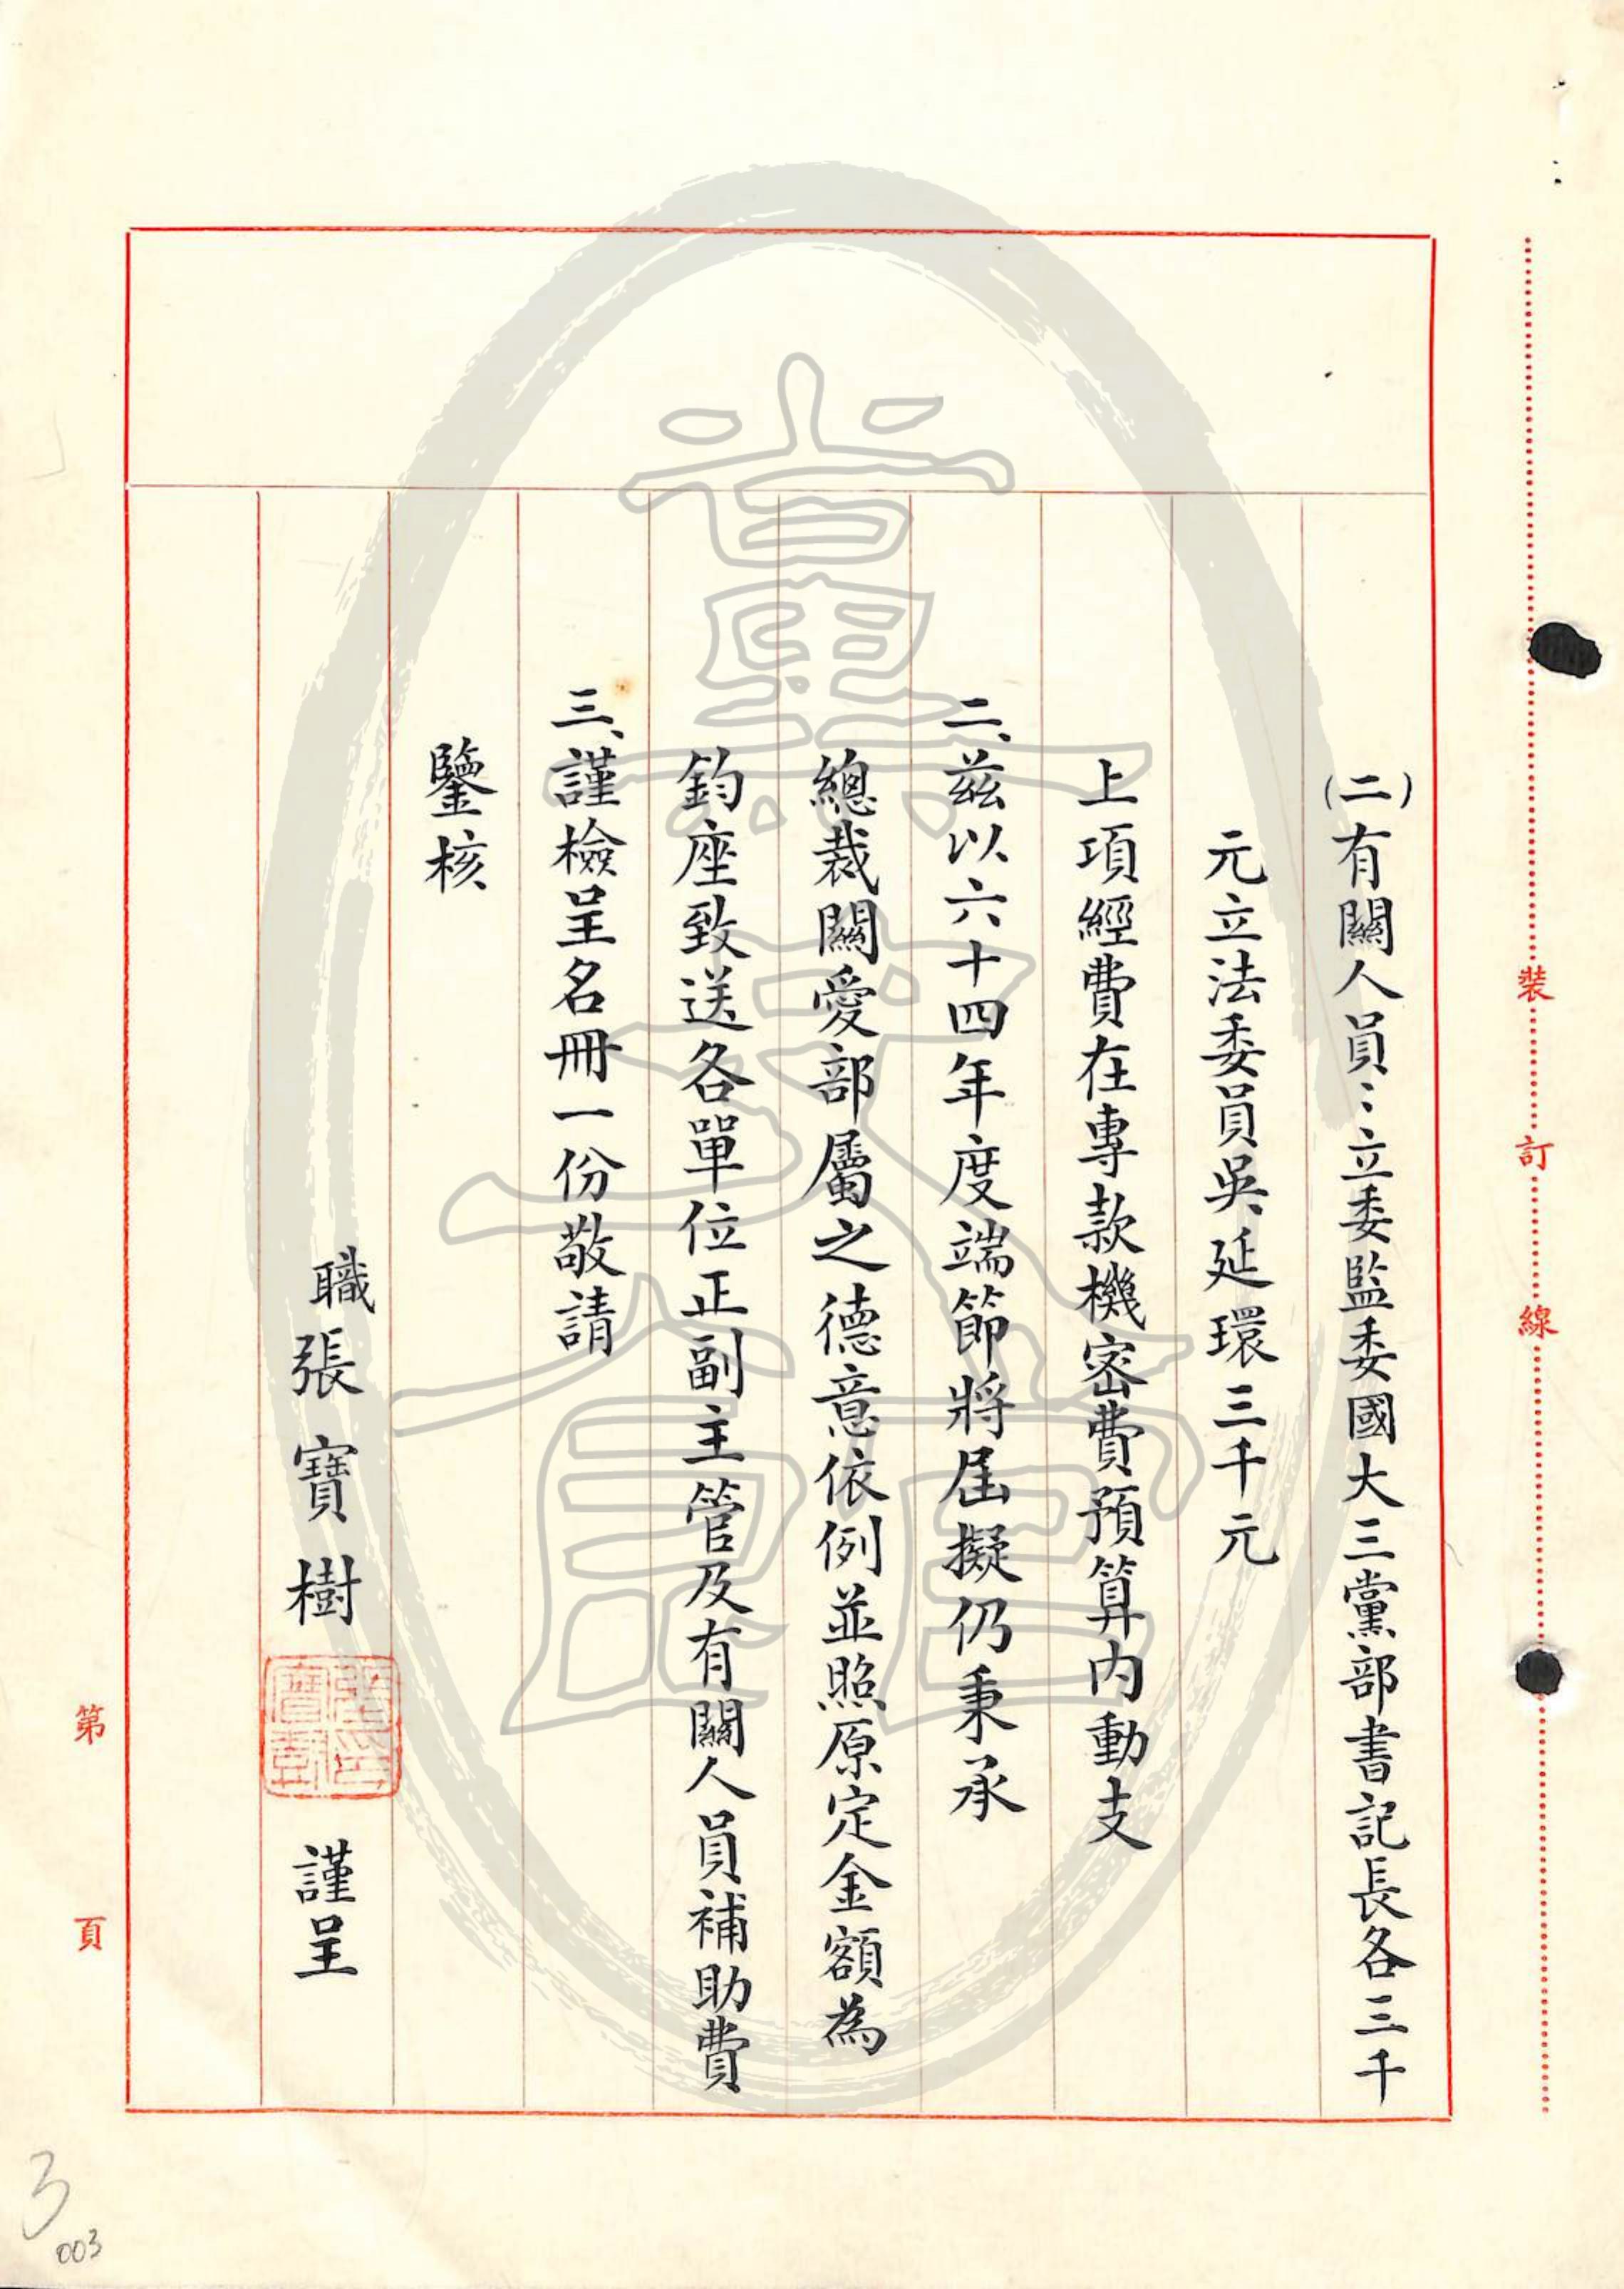 (二)有關人員：立委監委國大三黨部書記長各三千
元立法委員吳延環三千元
上項經費在專款機密費預算內動支
二、茲以六十四年度端節將屆擬仍秉承
總裁關愛部屬之德意依例並照原定金額為
鈞座致送各單位正副主管及有關人員補助費
三、謹檢呈名冊一份敬請
鑒核
職張寶樹 謹呈
裝訂線
第 頁
3
003